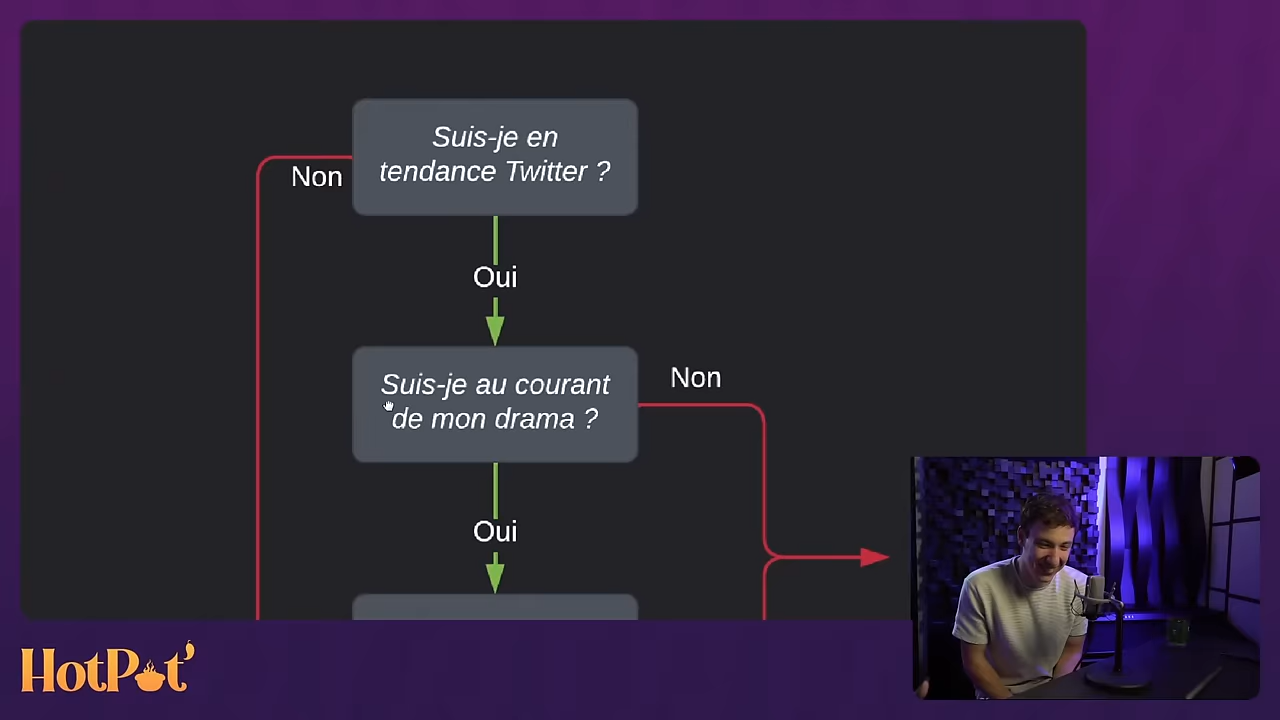 Suis-je en
tendance Twitter ?
Non
Oui
Suis-je au courant
de mon drama ?
Non
Oui
HotPot'